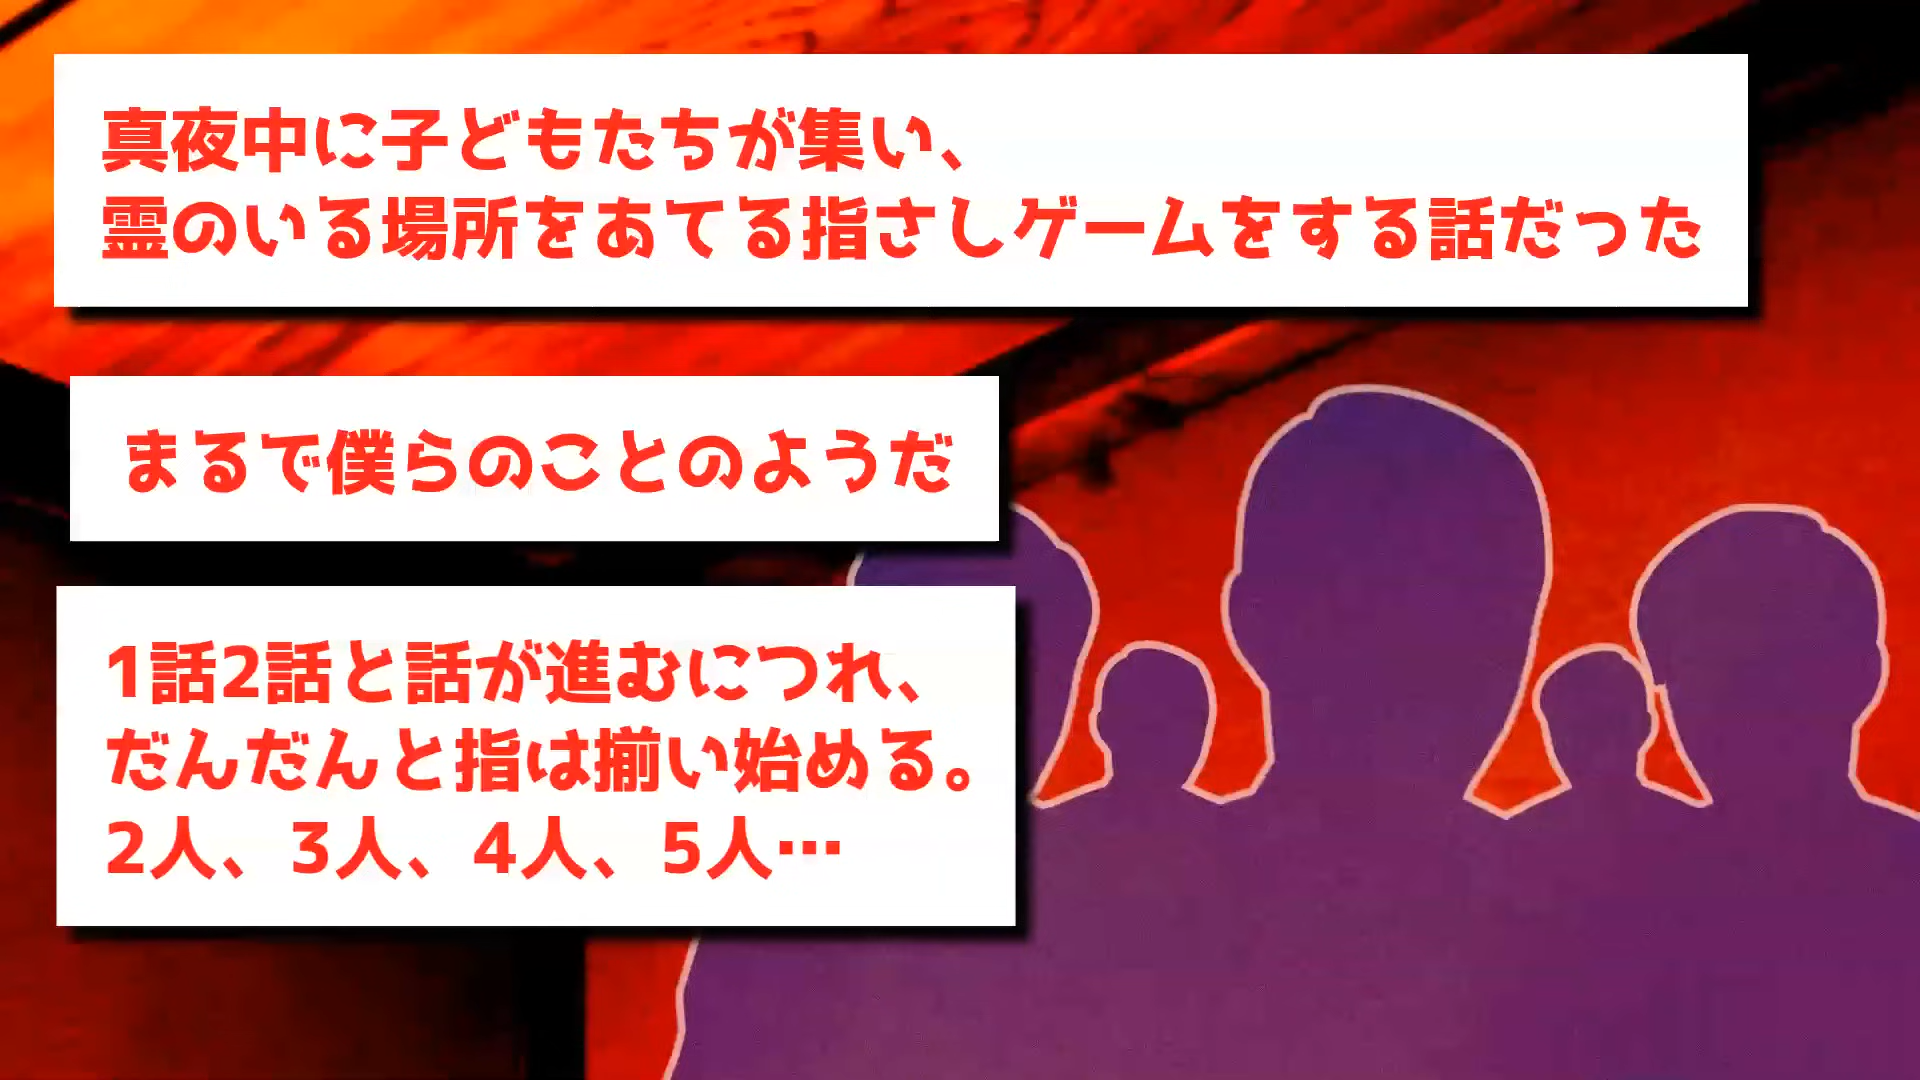 真夜中に子どもたちが集い、
霊のいる場所をあてる指さしゲームをする話だった
まるで僕らのことのようだ
1話2話と話が進むにつれ、
だんだんと指は揃い始める。
2人、3人、4人、5人…